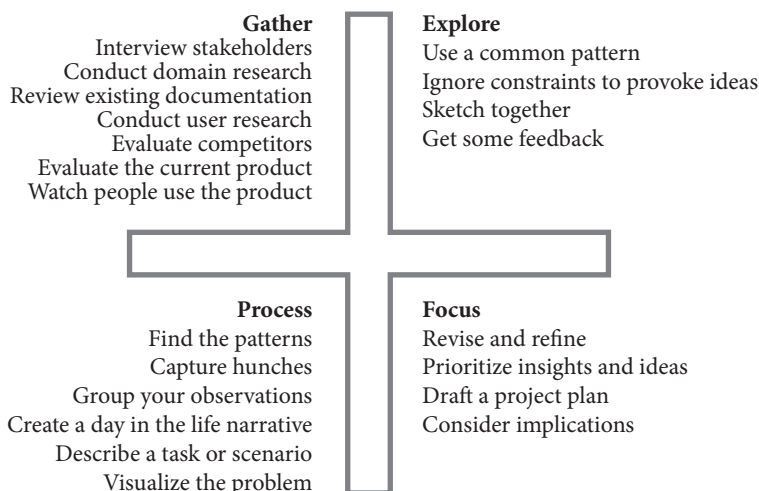 Gather
Interview stakeholders
Conduct domain research
Review existing documentation
Conduct user research
Evaluate competitors
Evaluate the current product
Watch people use the product
Explore
Use a common pattern
Ignore constraints to provoke ideas
Sketch together
Get some feedback
Process
Find the patterns
Capture hunches
Group your observations
Create a day in the life narrative
Describe a task or scenario
Visualize the problem
Focus
Revise and refine
Prioritize insights and ideas
Draft a project plan
Consider implications